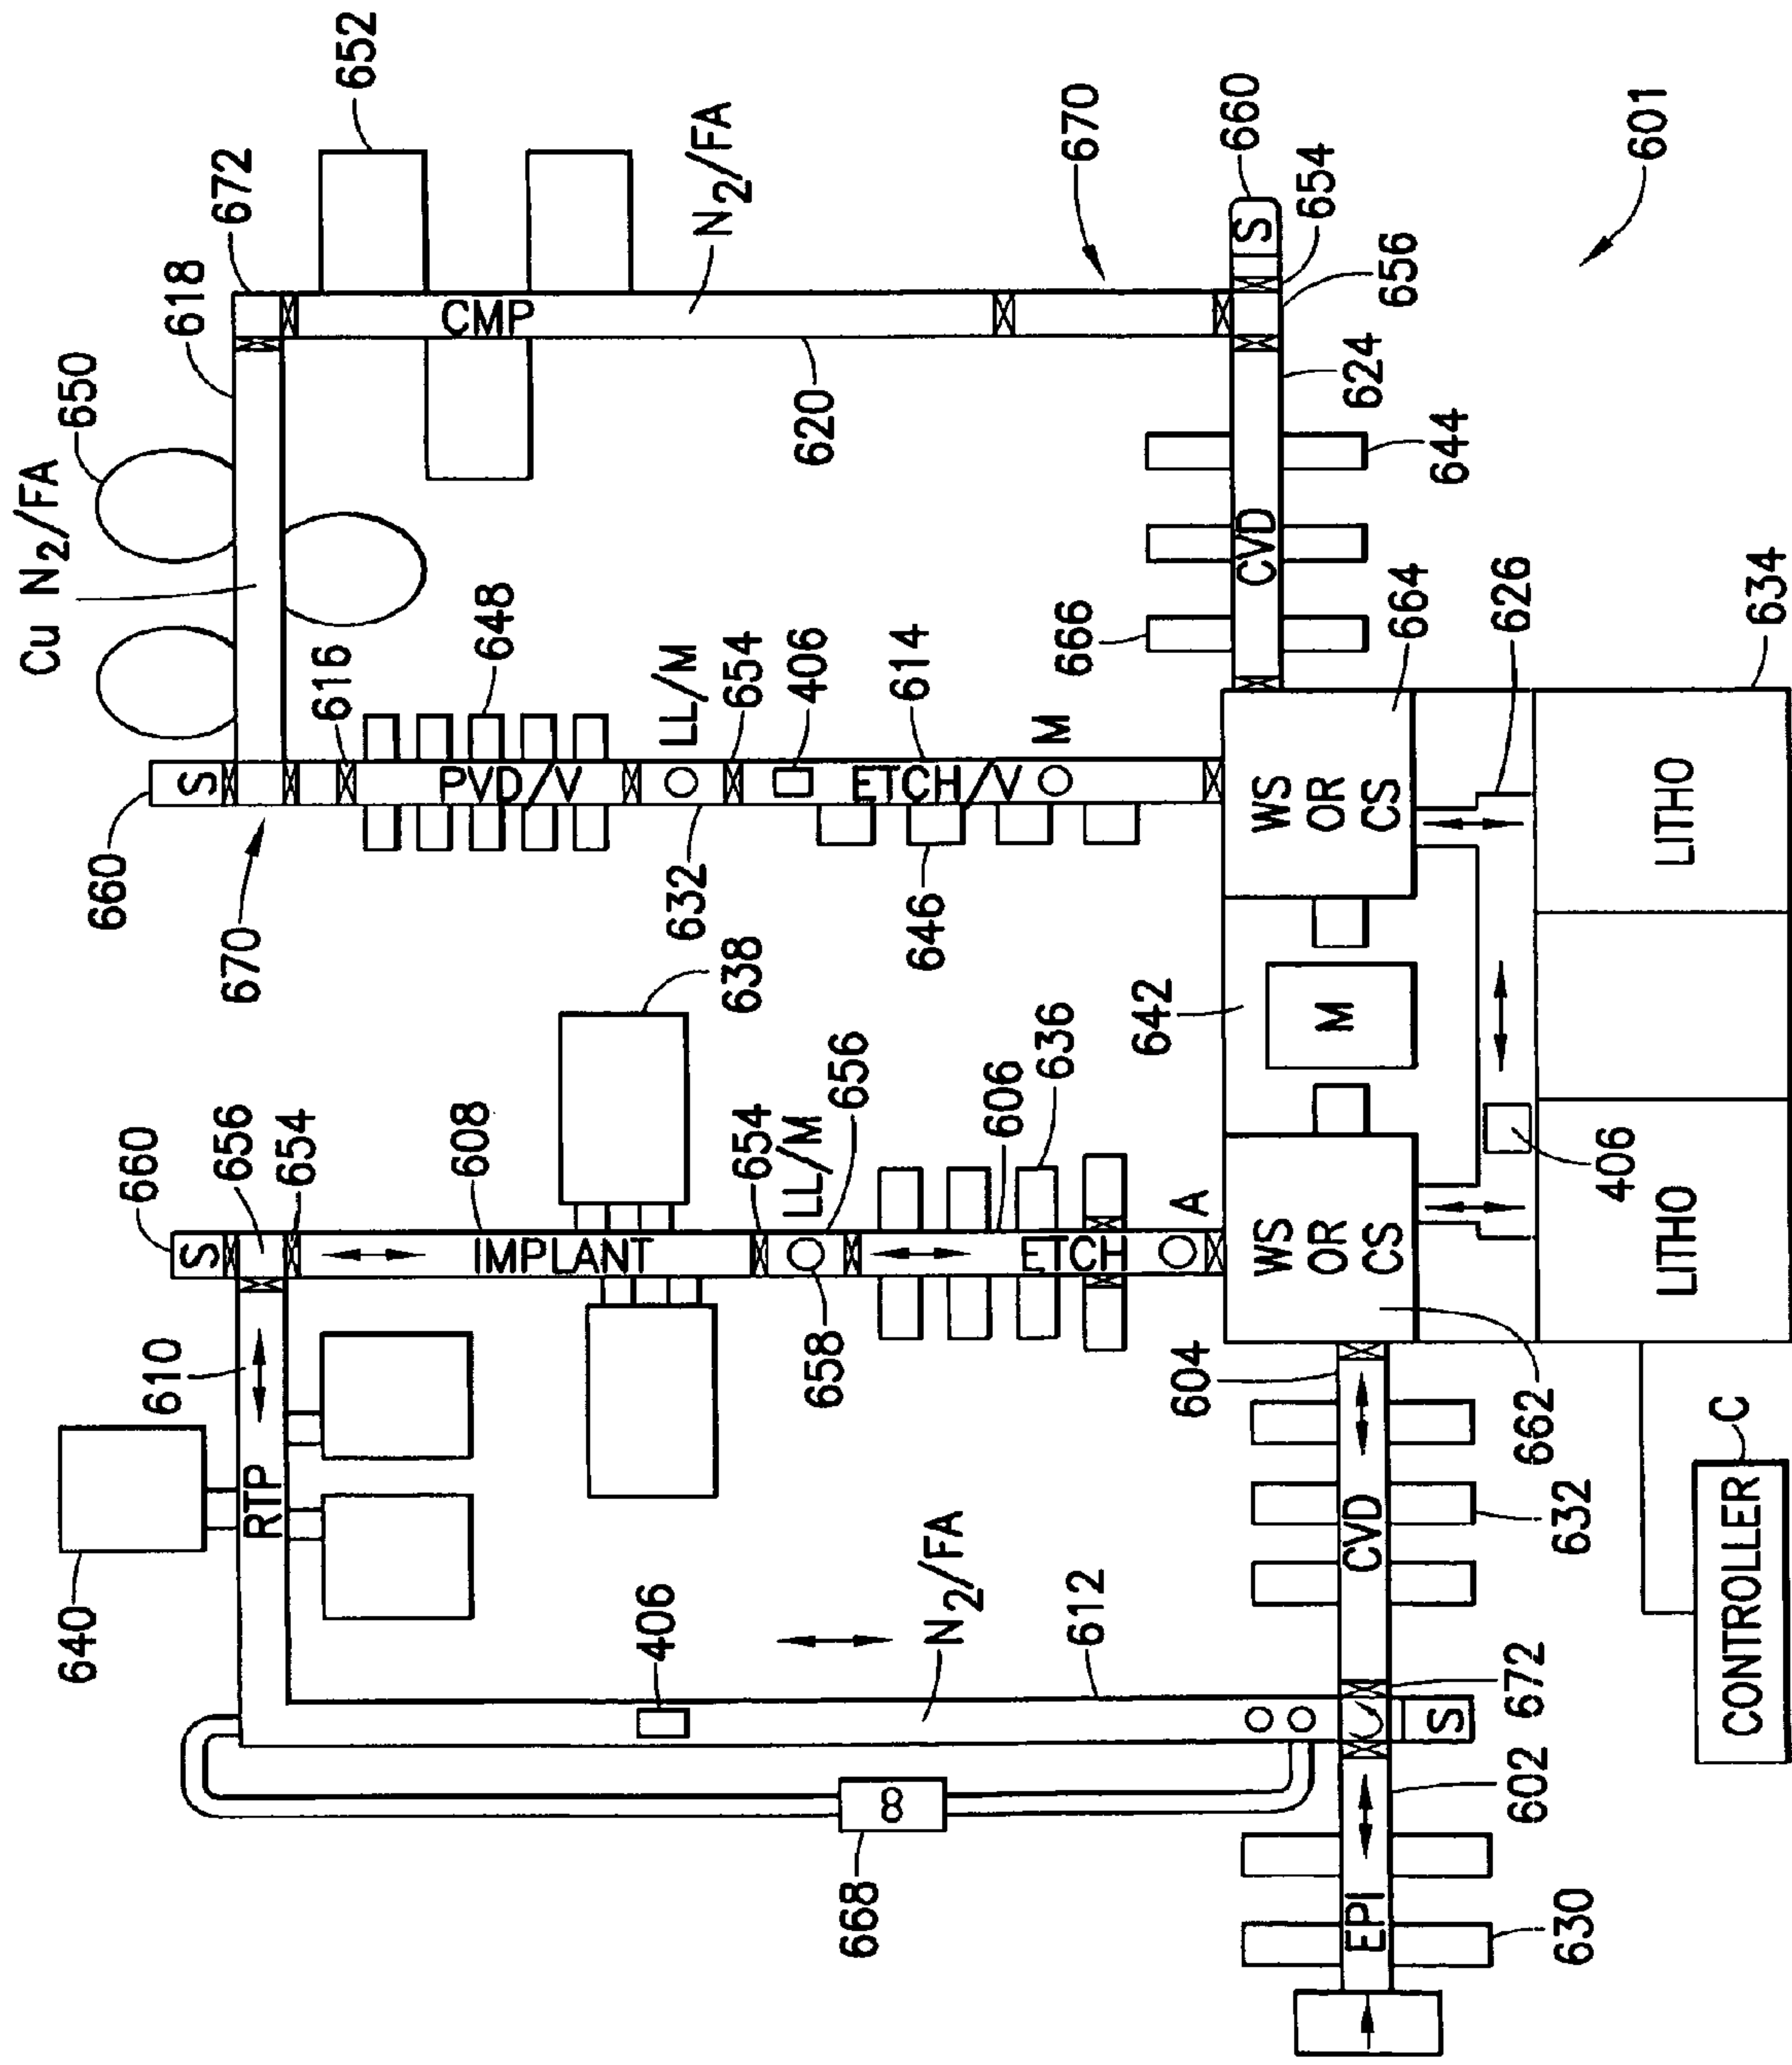 652
672
N2/FA
670
660
654
656
601
618
650
Cu N2/FA
CMP
620
624
644
CVD
666
664
626
634
616
648
LL/M
654
406
614
M
S
PVD/V
ETCH/V
660
670
632
646
WS
OR
CS
LITHO
638
642
M
636
606
656
LL/M
654
608
654
656
660
S
IMPLANT
ETCH
A
WS
OR
CS
406
LITHO
610
640
RTP
658
604
662
632
CVD
C
CONTROLLER
406
N2/FA
612
672
S
602
8
668
EPI
630
S